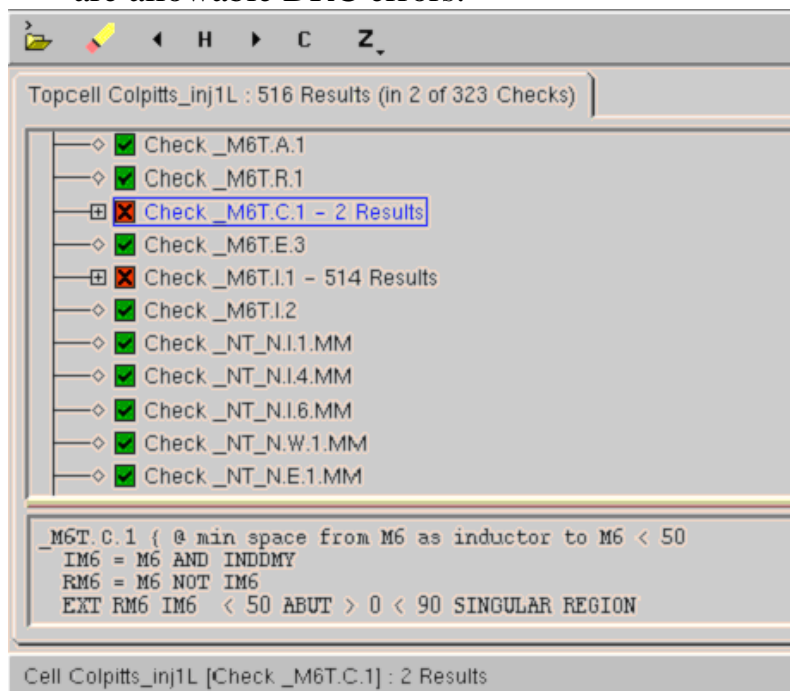 are allowable DRC errors.
H C Z
Topcell Colpitts_inj1L : 516 Results (in 2 of 323 Checks)
Check _M6T.A.1
Check _M6T.R.1
Check _M6T.C.1 - 2 Results
Check _M6T.E.3
Check _M6T.I.1 - 514 Results
Check _M6T.I.2
Check _NT_N.I.1.MM
Check _NT_N.I.4.MM
Check _NT_N.I.6.MM
Check _NT_N.W.1.MM
Check _NT_N.E.1.MM
_M6T.C.1 { @ min space from M6 as inductor to M6 < 50
IM6 = M6 AND INDDMY
RM6 = M6 NOT IM6
EXT RM6 IM6 < 50 ABUT > 0 < 90 SINGULAR REGION
Cell Colpitts_inj1L [Check _M6T.C.1] : 2 Results